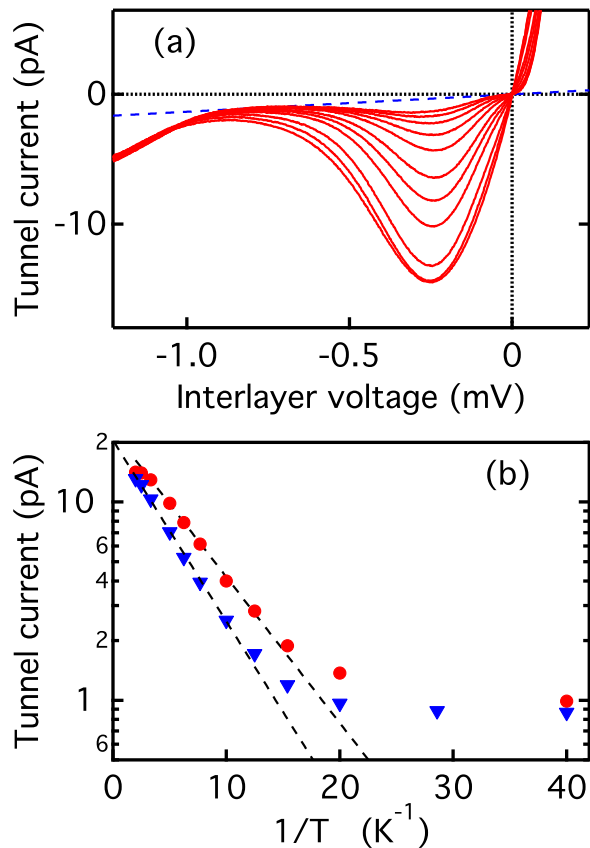 (a)
Tunnel current (pA)
0
-10
-1.0 -0.5 0
Interlayer voltage (mV)
(b)
Tunnel current (pA)
2
10
6
4
2
1
6
0 10 20 30 40
1/T (K⁻¹)